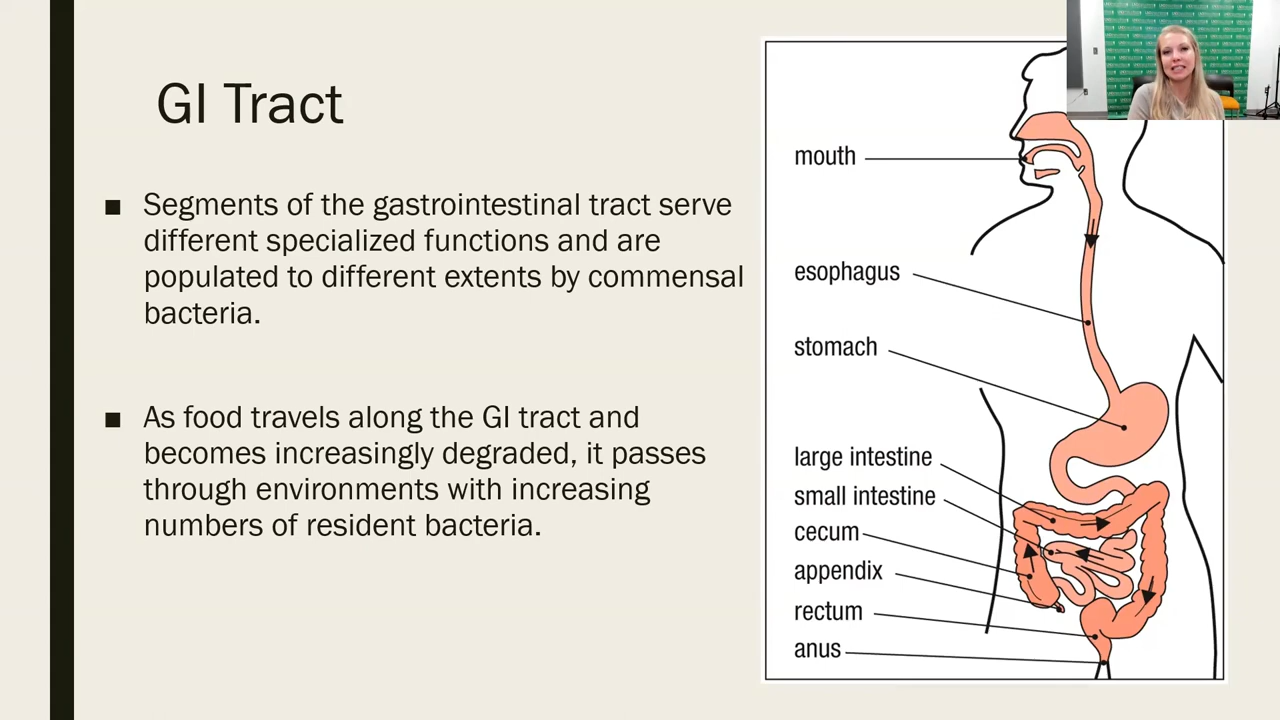 GI Tract
■ Segments of the gastrointestinal tract serve
different specialized functions and are
populated to different extents by commensal
bacteria.
■ As food travels along the GI tract and
becomes increasingly degraded, it passes
through environments with increasing
numbers of resident bacteria.
mouth
esophagus
stomach
large intestine
small intestine
cecum
appendix
rectum
anus